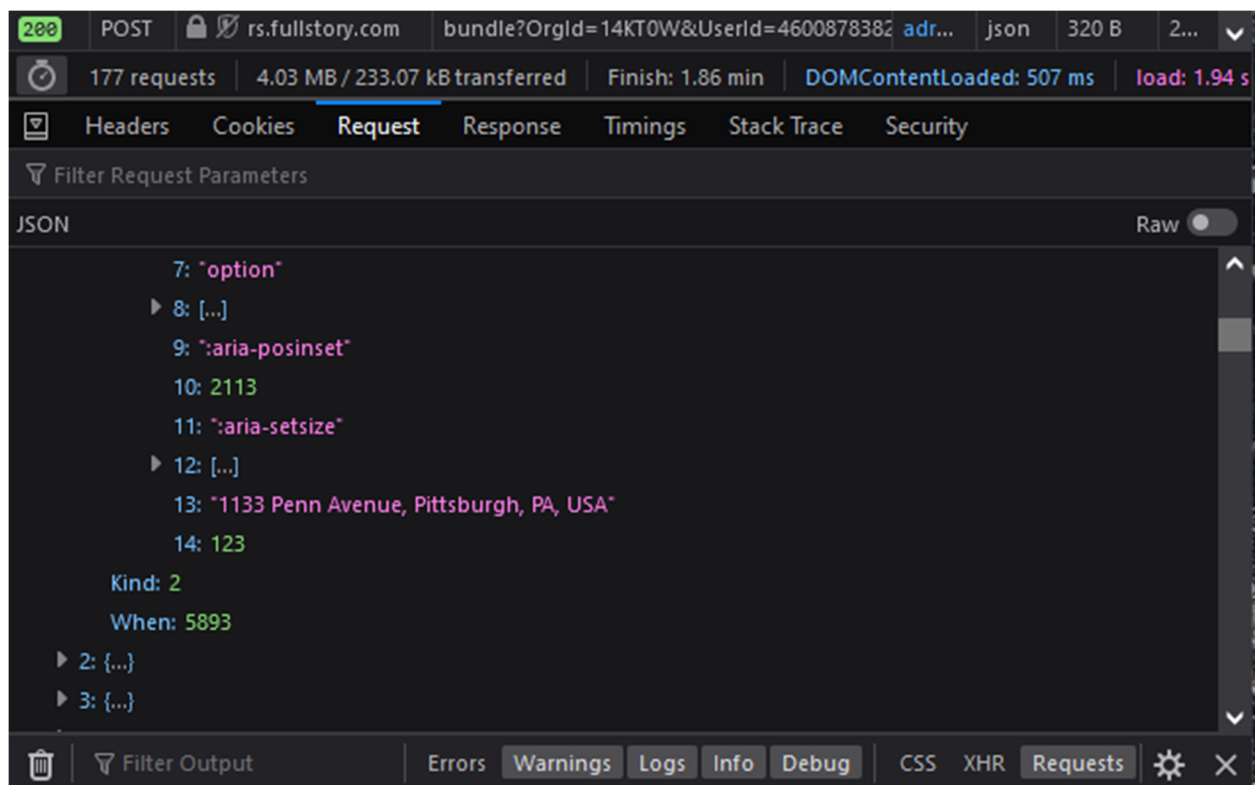 200 POST rs.fullstory.com bundle?OrgId=14KT0W&UserId=4600878382 adr... json 320 B 2...
177 requests 4.03 MB / 233.07 kB transferred Finish: 1.86 min DOMContentLoaded: 507 ms load: 1.94 s
Headers Cookies Request Response Timings Stack Trace Security
Filter Request Parameters
JSON Raw
7: "option"
8: […]
9: ":aria-posinset"
10: 2113
11: ":aria-setsize"
12: […]
13: "1133 Penn Avenue, Pittsburgh, PA, USA"
14: 123
Kind: 2
When: 5893
2: {…}
3: {…}
Filter Output Errors Warnings Logs Info Debug CSS XHR Requests